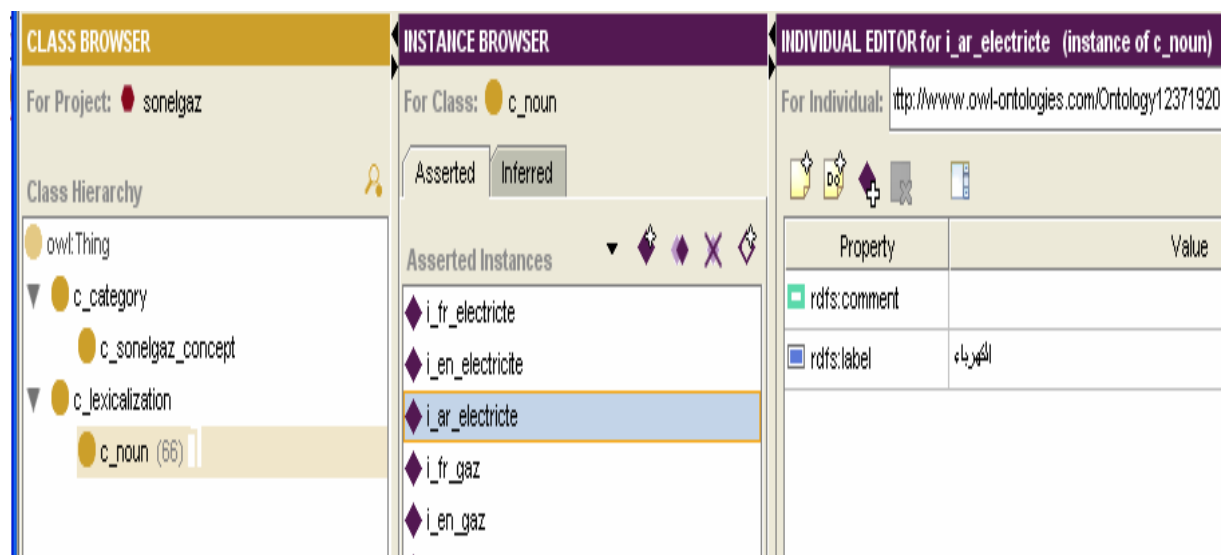 CLASS BROWSER
For Project: sonelgaz
Class Hierarchy
owl:Thing
c_category
c_sonelgaz_concept
c_lexicalization
c_noun (66)
INSTANCE BROWSER
For Class: c_noun
Asserted Inferred
Asserted Instances
i_fr_electricte
i_en_electricite
i_ar_electricte
i_fr_gaz
i_en_gaz
INDIVIDUAL EDITOR for i_ar_electricte (instance of c_noun)
For Individual: ttp://www.owl-ontologies.com/Ontology12371920
Property Value
rdfs:comment
rdfs:label الكهرباء